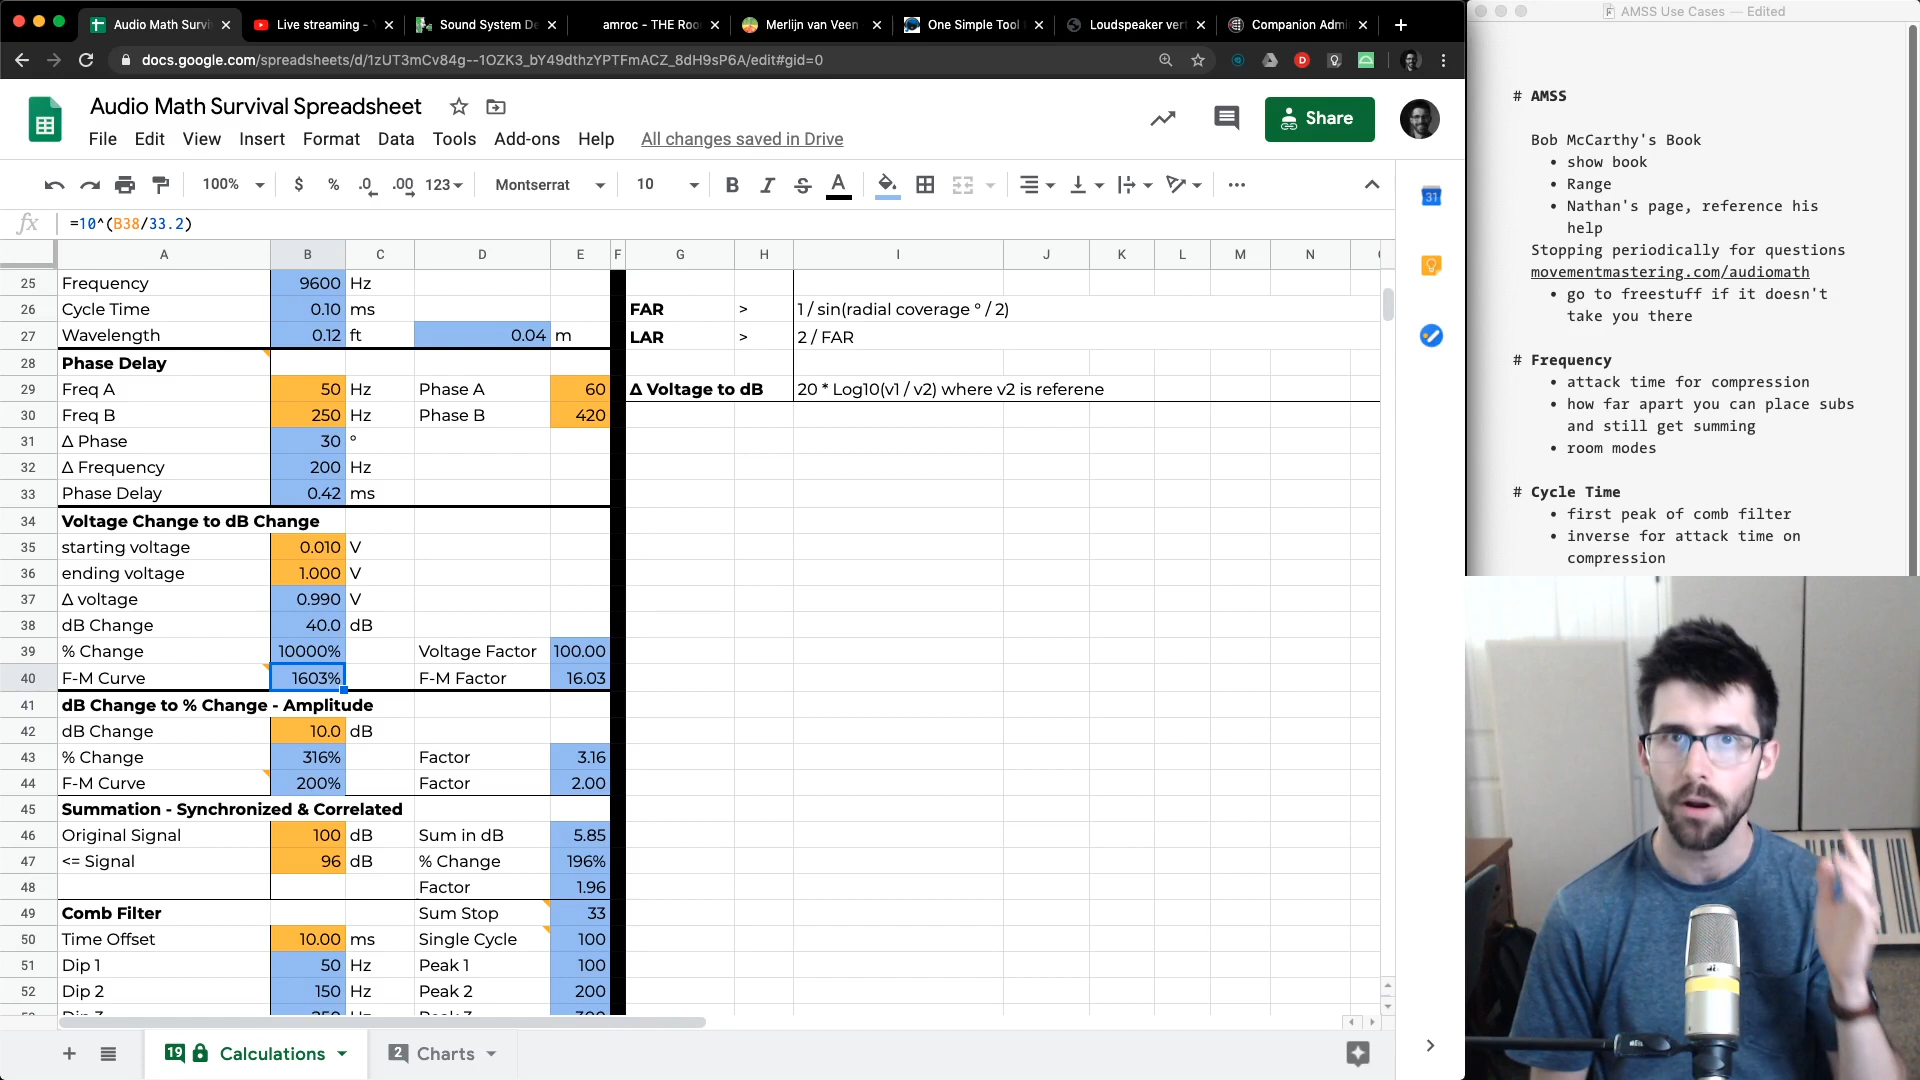 Audio Math Survi
Live streaming -
Sound System De
amroc - THE Roo
Merlijn van Veen
One Simple Tool
Loudspeaker vert
Companion Admi
docs.google.com/spreadsheets/d/1zUT3mCv84g--1OZK3_bY49dthzYPTFmACZ_8dH9sP6A/edit#gid=0
Audio Math Survival Spreadsheet
File Edit View Insert Format Data Tools Add-ons Help All changes saved in Drive
Share
100% $ % .0 .00 123 Montserrat 10 B I S A
fx =10^(B38/33.2)
A B C D E F G H I J K L M N
25 Frequency 9600 Hz
26 Cycle Time 0.10 ms FAR > 1 / sin(radial coverage ° / 2)
27 Wavelength 0.12 ft 0.04 m LAR > 2 / FAR
28 Phase Delay
29 Freq A 50 Hz Phase A 60 Δ Voltage to dB 20 * Log10(v1 / v2) where v2 is referene
30 Freq B 250 Hz Phase B 420
31 Δ Phase 30 °
32 Δ Frequency 200 Hz
33 Phase Delay 0.42 ms
34 Voltage Change to dB Change
35 starting voltage 0.010 V
36 ending voltage 1.000 V
37 Δ voltage 0.990 V
38 dB Change 40.0 dB
39 % Change 10000% Voltage Factor 100.00
40 F-M Curve 1603% F-M Factor 16.03
41 dB Change to % Change - Amplitude
42 dB Change 10.0 dB
43 % Change 316% Factor 3.16
44 F-M Curve 200% Factor 2.00
45 Summation - Synchronized & Correlated
46 Original Signal 100 dB Sum in dB 5.85
47 <= Signal 96 dB % Change 196%
48 Factor 1.96
49 Comb Filter Sum Stop 33
50 Time Offset 10.00 ms Single Cycle 100
51 Dip 1 50 Hz Peak 1 100
52 Dip 2 150 Hz Peak 2 200
19 Calculations
2 Charts
31
AMSS Use Cases — Edited
# AMSS
Bob McCarthy's Book
• show book
• Range
• Nathan's page, reference his
help
Stopping periodically for questions
movementmastering.com/audiomath
• go to freestuff if it doesn't
take you there
# Frequency
• attack time for compression
• how far apart you can place subs
and still get summing
• room modes
# Cycle Time
• first peak of comb filter
• inverse for attack time on
compression